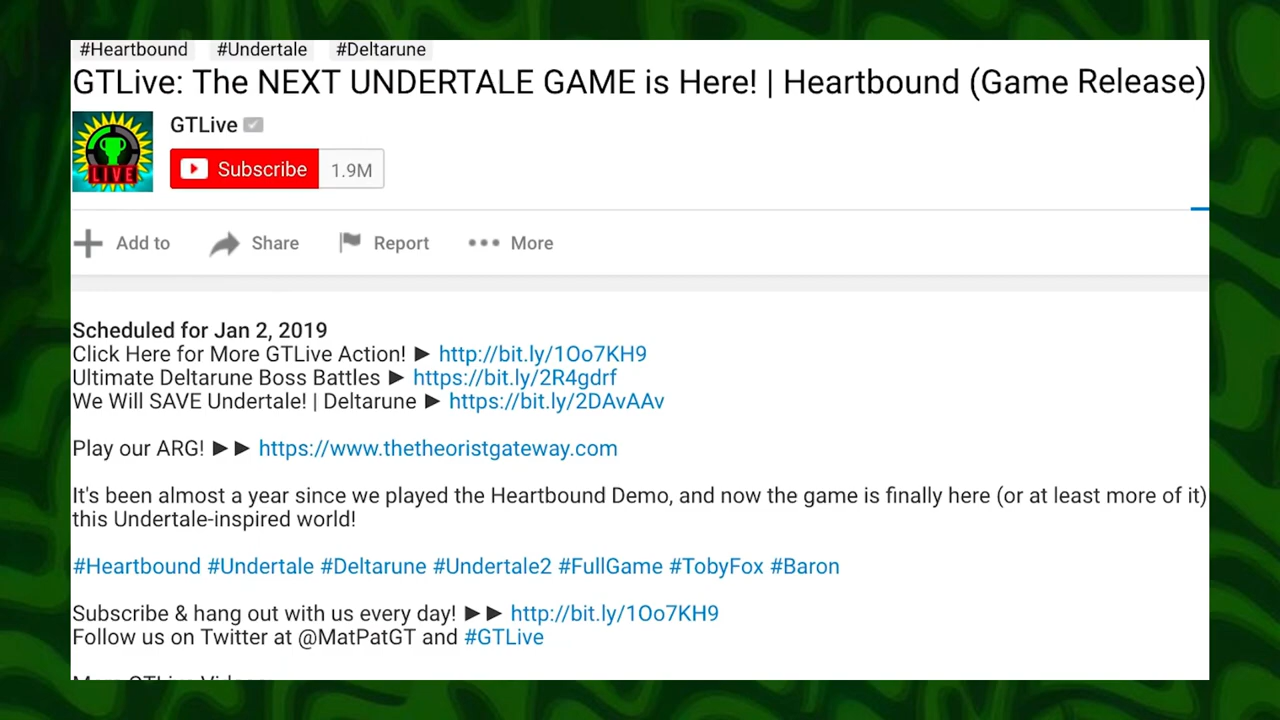 #Heartbound #Undertale #Deltarune
GTLive: The NEXT UNDERTALE GAME is Here! | Heartbound (Game Release)
LIVE
GTLive
Subscribe 1.9M
Add to Share Report More
Scheduled for Jan 2, 2019
Click Here for More GTLive Action! ► http://bit.ly/1Oo7KH9
Ultimate Deltarune Boss Battles ► https://bit.ly/2R4gdrf
We Will SAVE Undertale! | Deltarune ► https://bit.ly/2DAvAAv
Play our ARG! ►► https://www.thetheoristgateway.com
It's been almost a year since we played the Heartbound Demo, and now the game is finally here (or at least more of it)
this Undertale-inspired world!
#Heartbound #Undertale #Deltarune #Undertale2 #FullGame #TobyFox #Baron
Subscribe & hang out with us every day! ►► http://bit.ly/1Oo7KH9
Follow us on Twitter at @MatPatGT and #GTLive